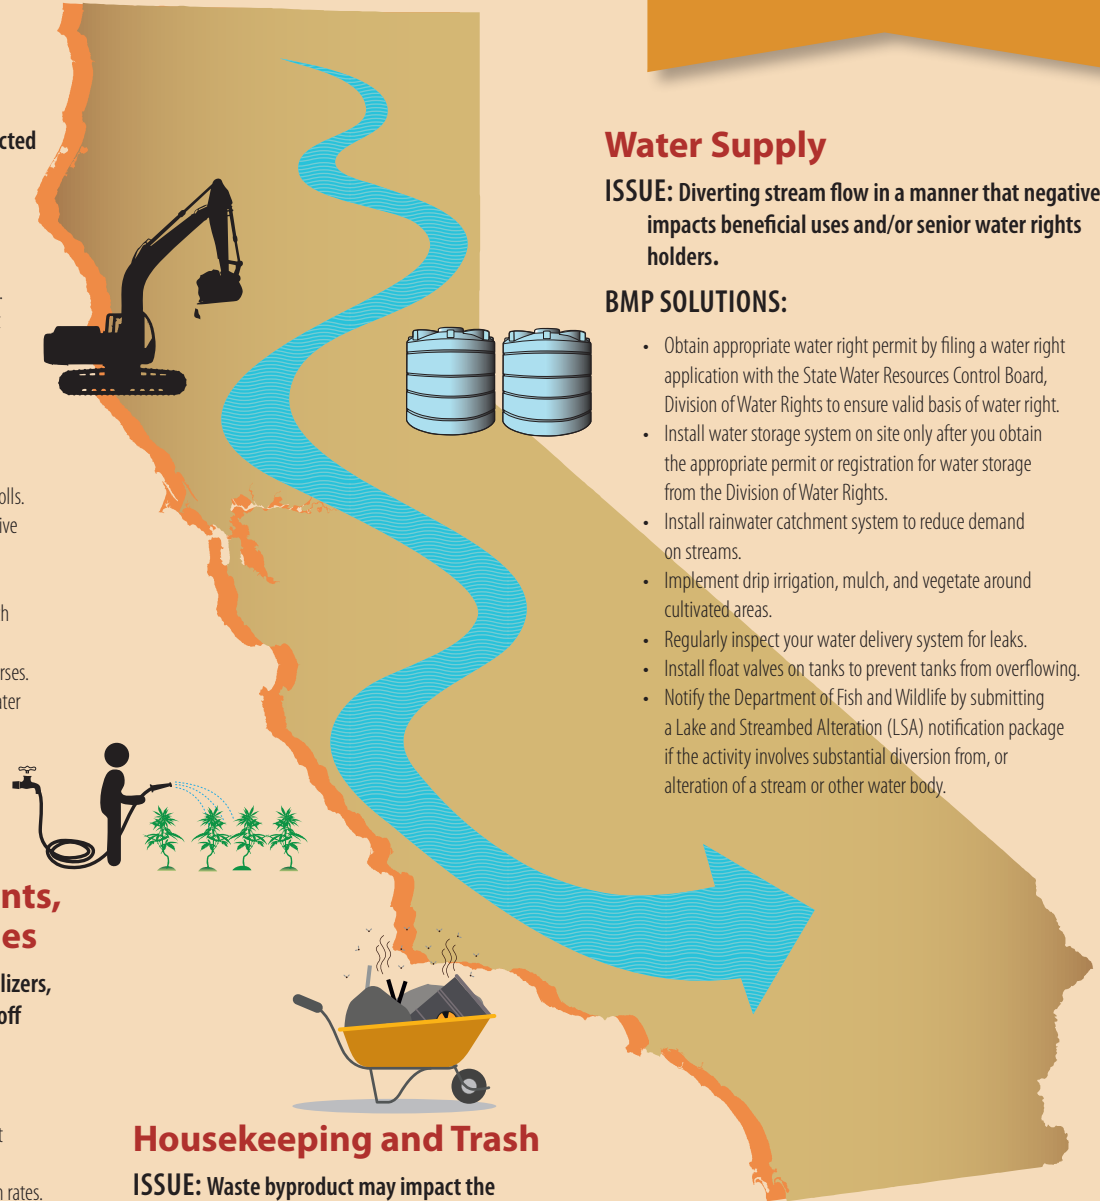 cted
olls.
ive
h
rses.
ater
nts,
es
lizers,
off
t
n rates.
Water Supply
ISSUE: Diverting stream flow in a manner that negative
impacts beneficial uses and/or senior water rights
holders.
BMP SOLUTIONS:
• Obtain appropriate water right permit by filing a water right
application with the State Water Resources Control Board,
Division of Water Rights to ensure valid basis of water right.
• Install water storage system on site only after you obtain
the appropriate permit or registration for water storage
from the Division of Water Rights.
• Install rainwater catchment system to reduce demand
on streams.
• Implement drip irrigation, mulch, and vegetate around
cultivated areas.
• Regularly inspect your water delivery system for leaks.
• Install float valves on tanks to prevent tanks from overflowing.
• Notify the Department of Fish and Wildlife by submitting
a Lake and Streambed Alteration (LSA) notification package
if the activity involves substantial diversion from, or
alteration of a stream or other water body.
Housekeeping and Trash
ISSUE: Waste byproduct may impact the